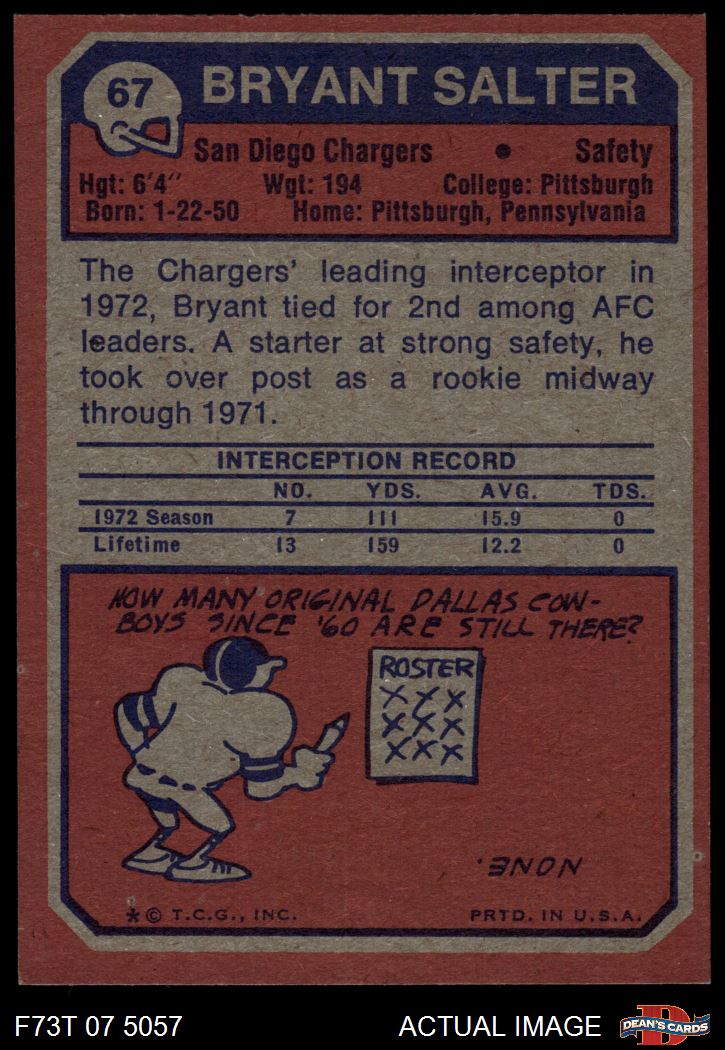 67
BRYANT SALTER
San Diego Chargers • Safety
Hgt: 6'4" Wgt: 194 College: Pittsburgh
Born: 1-22-50 Home: Pittsburgh, Pennsylvania
The Chargers' leading interceptor in
1972, Bryant tied for 2nd among AFC
leaders. A starter at strong safety, he
took over post as a rookie midway
through 1971.
INTERCEPTION RECORD
NO. YDS. AVG. TDS.
1972 Season 7 111 15.9 0
Lifetime 13 159 12.2 0
HOW MANY ORIGINAL DALLAS COW-
BOYS SINCE '60 ARE STILL THERE?
ROSTER
X X X
X X X
X X X
NONE.
* © T.C.G., INC. PRTD. IN U.S.A.
F73T 07 5057 ACTUAL IMAGE
D
DEAN'S CARDS